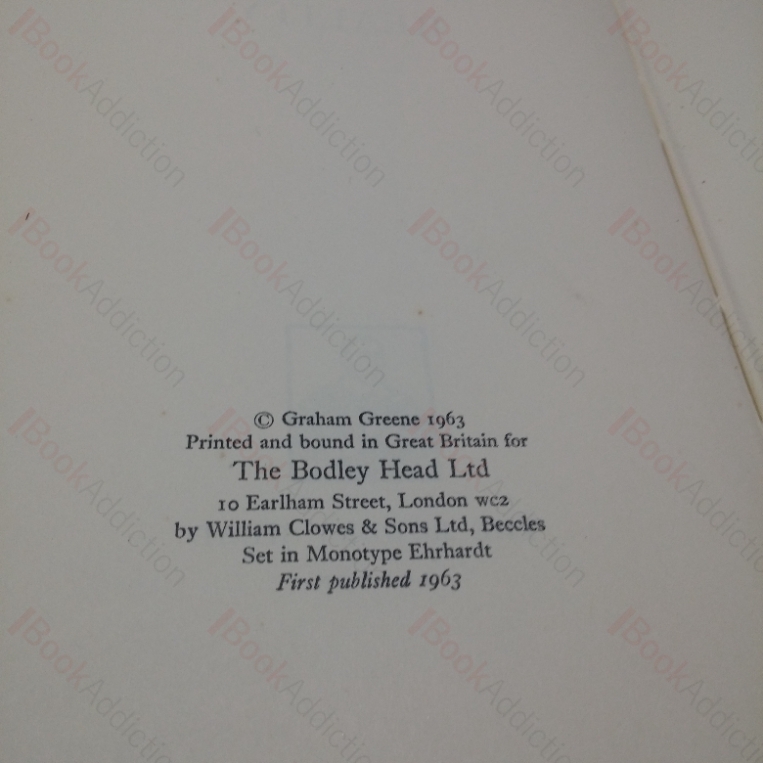 © Graham Greene 1963
Printed and bound in Great Britain for
The Bodley Head Ltd
10 Earlham Street, London WC2
by William Clowes & Sons Ltd, Beccles
Set in Monotype Ehrhardt
First published 1963
BookAddiction